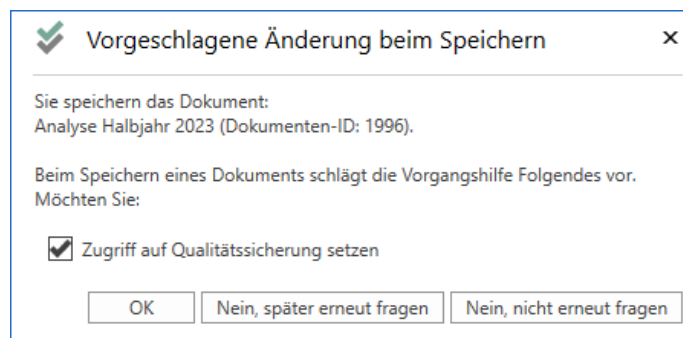 Vorgeschlagene Änderung beim Speichern
Sie speichern das Dokument:
Analyse Halbjahr 2023 (Dokumenten-ID: 1996).
Beim Speichern eines Dokuments schlägt die Vorgangshilfe Folgendes vor.
Möchten Sie:
Zugriff auf Qualitätssicherung setzen
OK
Nein, später erneut fragen
Nein, nicht erneut fragen